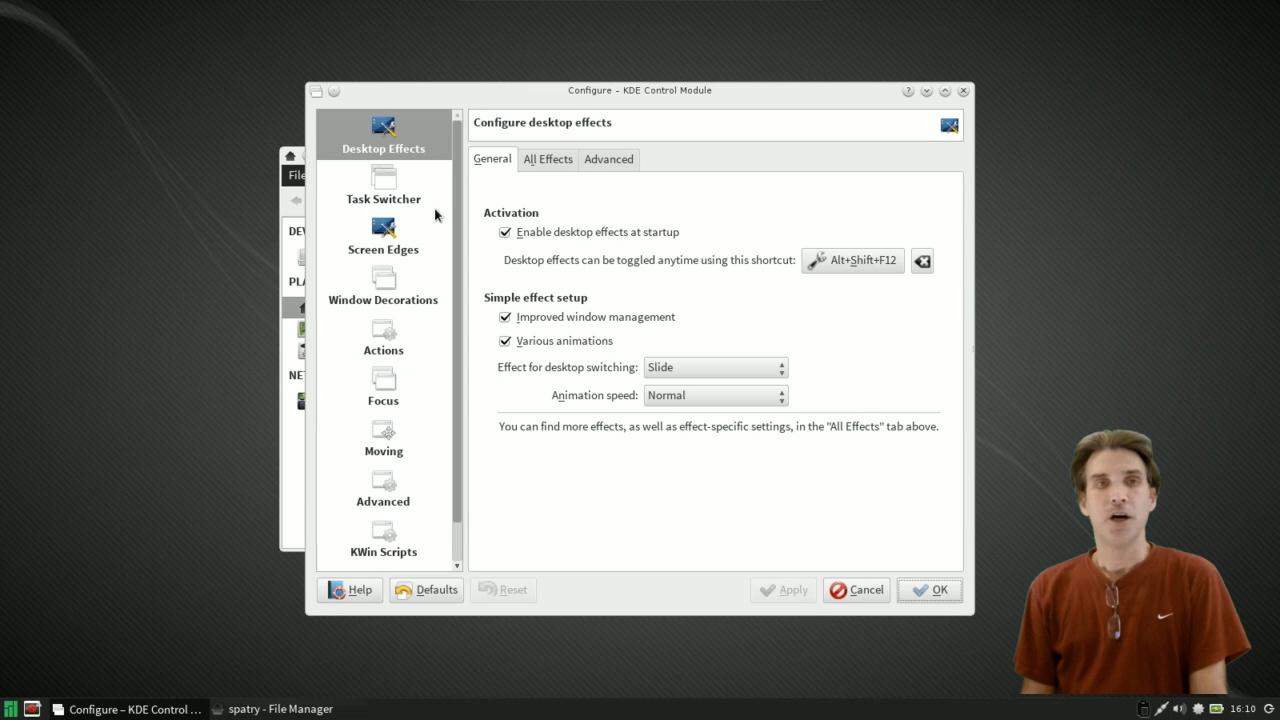 Configure – KDE Control Module
Desktop Effects
Task Switcher
Screen Edges
Window Decorations
Actions
Focus
Moving
Advanced
KWin Scripts
Configure desktop effects
General
All Effects
Advanced
Activation
Enable desktop effects at startup
Desktop effects can be toggled anytime using this shortcut:
Alt+Shift+F12
Simple effect setup
Improved window management
Various animations
Effect for desktop switching:
Slide
Animation speed:
Normal
You can find more effects, as well as effect-specific settings, in the "All Effects" tab above.
Help
Defaults
Reset
Apply
Cancel
OK
File
DEV
PLA
NE
Configure – KDE Control ...
spatry - File Manager
16:10